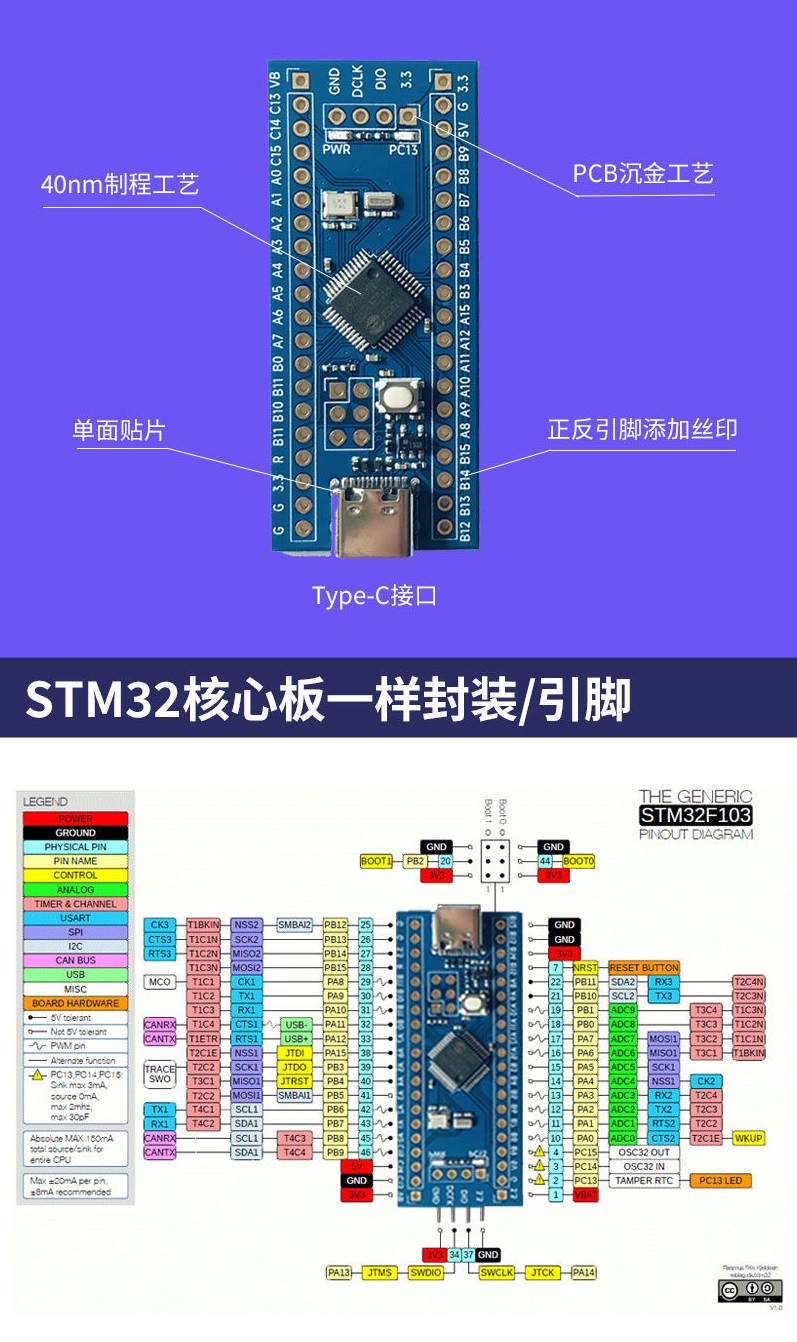 GND
DCLK
DIO
3.3
VB
C13
C14
C15
A0
A1
A2
A3
A4
A5
A6
A7
B0
B11
B10
B11
R
3.3
G
G
3.3
G
5V
B9
B8
B7
B6
B5
B4
B3
A15
A12
A11
A10
A9
A8
B15
B14
B13
B12
PWR
PC13
40nm制程工艺
PCB沉金工艺
单面贴片
正反引脚添加丝印
Type-C接口
STM32核心板一样封装/引脚
LEGEND
POWER
GROUND
PHYSICAL PIN
PIN NAME
CONTROL
ANALOG
TIMER & CHANNEL
USART
SPI
I2C
CAN BUS
USB
MISC
BOARD HARDWARE
5V tolerant
Not 5V tolerant
PWM pin
Alternate function
PC13,PC14,PC15:
Sink max 3mA,
source 0mA,
max 2mhz,
max 30pF
Absolute MAX 150mA
total source/sink for
entire CPU
Max ±20mA per pin,
±8mA recommended
THE GENERIC
STM32F103
PINOUT DIAGRAM
Boot 1
Boot 0
GND GND
BOOT1 PB2 20 44 BOOT0
3V3 3V3
1 1
CK3 T1BKIN NSS2 SMBAI2 PB12 25
CTS3 T1C1N SCK2 PB13 26
RTS3 T1C2N MISO2 PB14 27
T1C3N MOSI2 PB15 28
MCO T1C1 CK1 PA8 29
T1C2 TX1 PA9 30
T1C3 RX1 PA10 31
CANRX T1C4 CTS1 USB- PA11 32
CANTX T1ETR RTS1 USB+ PA12 33
T2C1E NSS1 JTDI PA15 38
TRACE
SWO
T2C2 SCK1 JTDO PB3 39
T3C1 MISO1 JTRST PB4 40
T3C2 MOSI1 SMBAI1 PB5 41
TX1 T4C1 SCL1 PB6 42
RX1 T4C2 SDA1 PB7 43
CANRX SCL1 T4C3 PB8 45
CANTX SDA1 T4C4 PB9 46
5V
GND
3V3
GND
GND
3V3
7 NRST RESET BUTTON
22 PB11 SDA2 RX3 T2C4N
21 PB10 SCL2 TX3 T2C3N
19 PB1 ADC9 T3C4 T1C3N
18 PB0 ADC8 T3C3 T1C2N
17 PA7 ADC7 MOSI1 T3C2 T1C1N
16 PA6 ADC6 MISO1 T3C1 T1BKIN
15 PA5 ADC5 SCK1
14 PA4 ADC4 NSS1 CK2
13 PA3 ADC3 RX2 T2C4
12 PA2 ADC2 TX2 T2C3
11 PA1 ADC1 RTS2 T2C2
10 PA0 ADC0 CTS2 T2C1E WKUP
4 PC15 OSC32 OUT
3 PC14 OSC32 IN
2 PC13 TAMPER RTC PC13 LED
1 VBAT
3V3 34 37 GND
PA13 JTMS SWDIO SWCLK JTCK PA14
cc
BY SA
V1.0